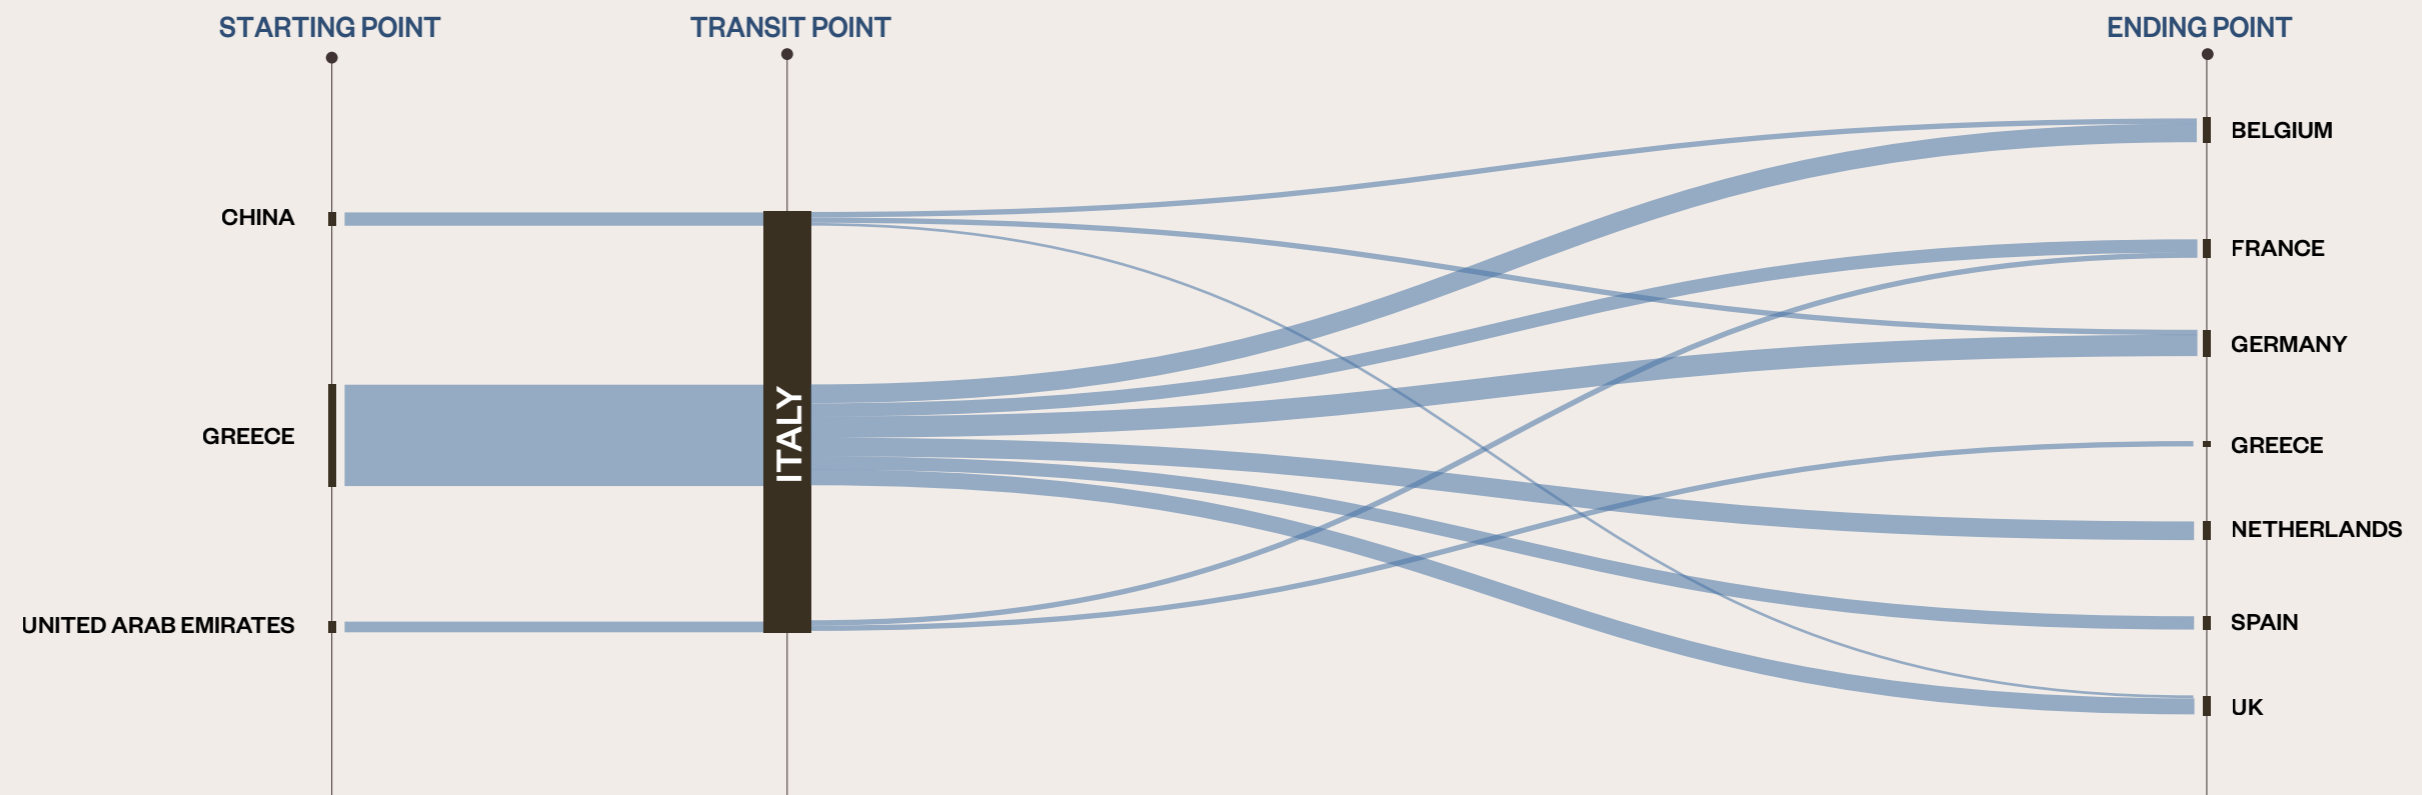 STARTING POINT
TRANSIT POINT
ENDING POINT
CHINA
GREECE
UNITED ARAB EMIRATES
ITALY
BELGIUM
FRANCE
GERMANY
GREECE
NETHERLANDS
SPAIN
UK